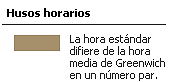 Husos horarios
La hora estándar
difiere de la hora
media de Greenwich
en un número par.